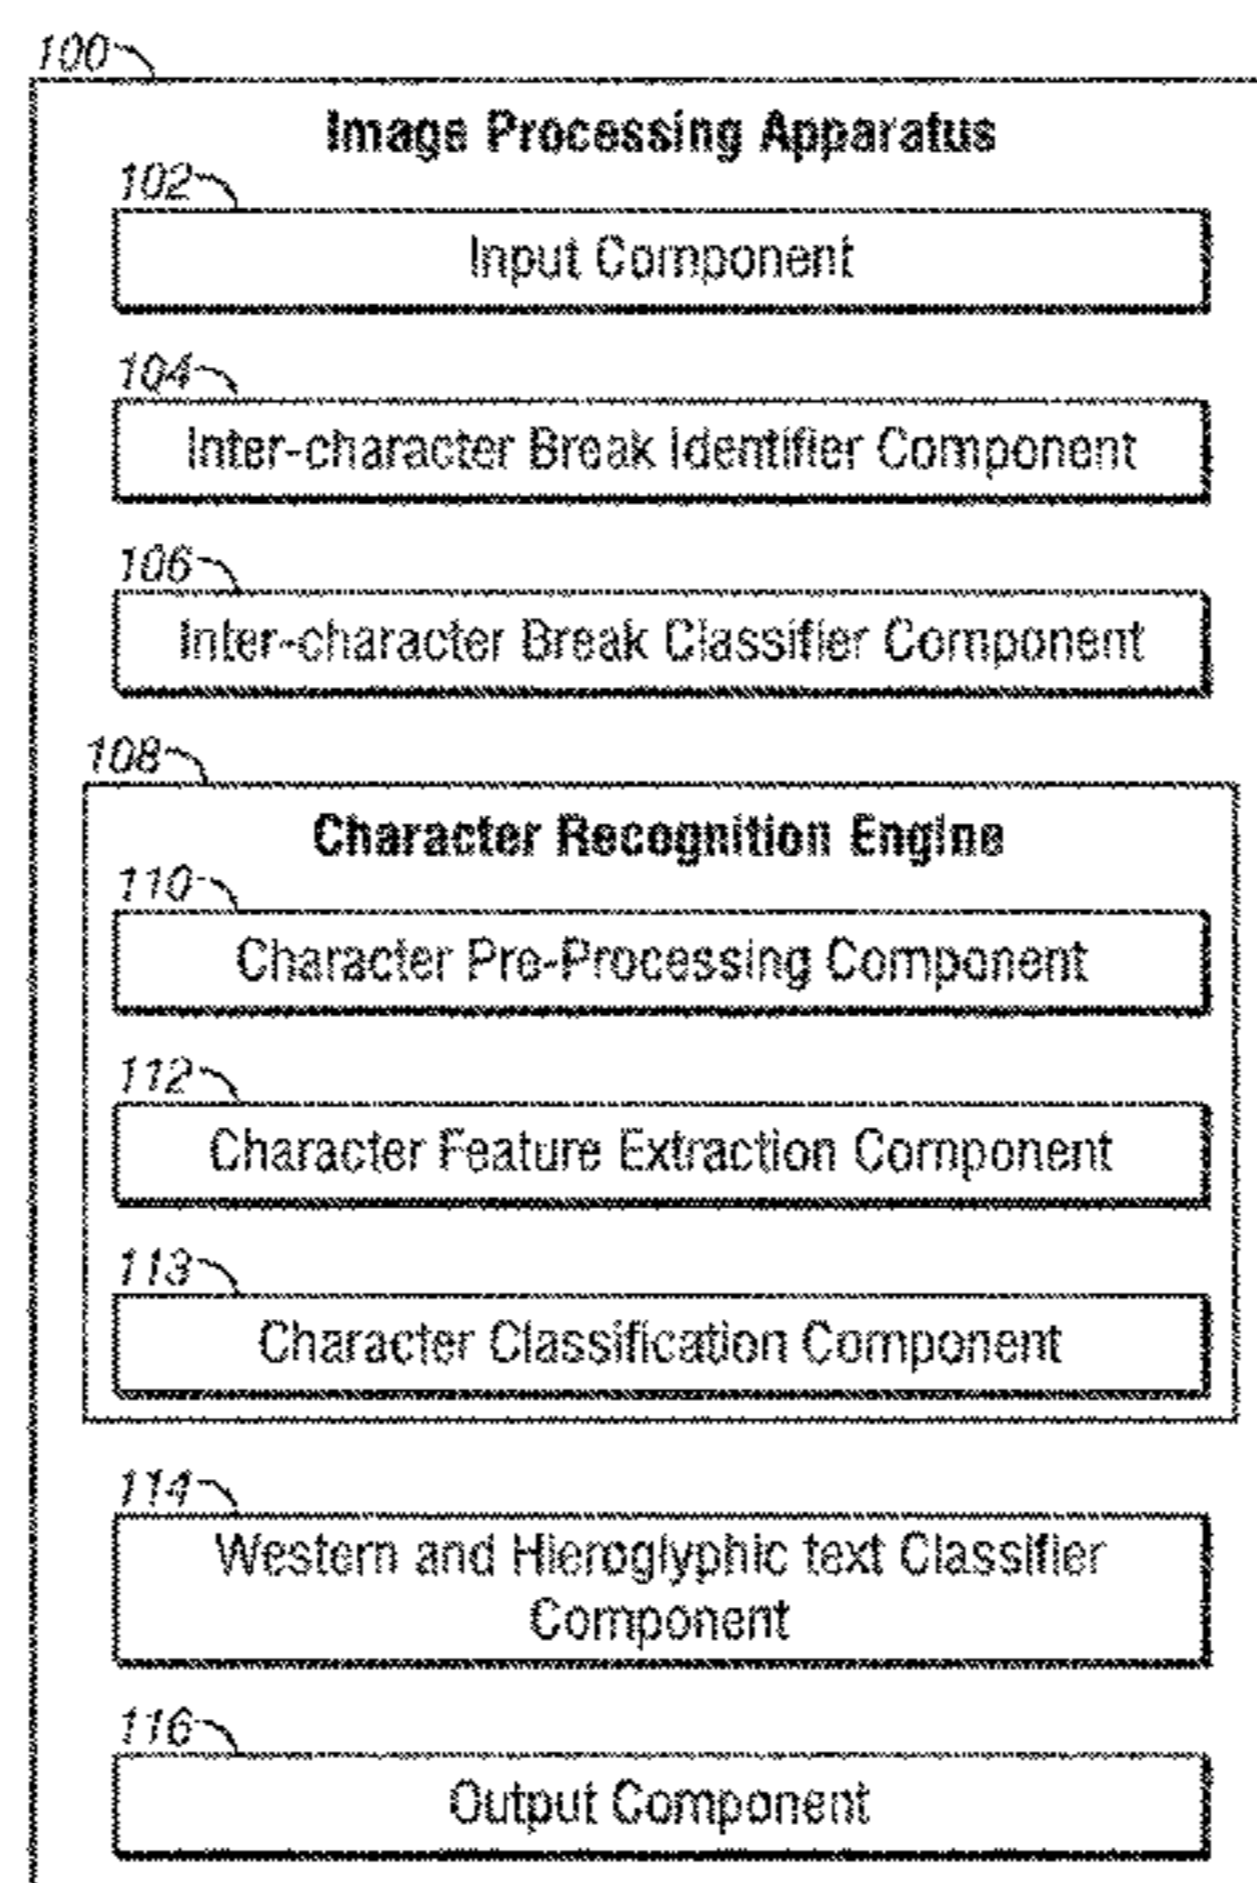 100
Image Processing Apparatus
102
Input Component
104
Inter-character Break Identifier Component
106
Inter-character Break Classifier Component
108
Character Recognition Engine
110
Character Pre-Processing Component
112
Character Feature Extraction Component
113
Character Classification Component
114
Western and Hieroglyphic text Classifier
Component
116
Output Component